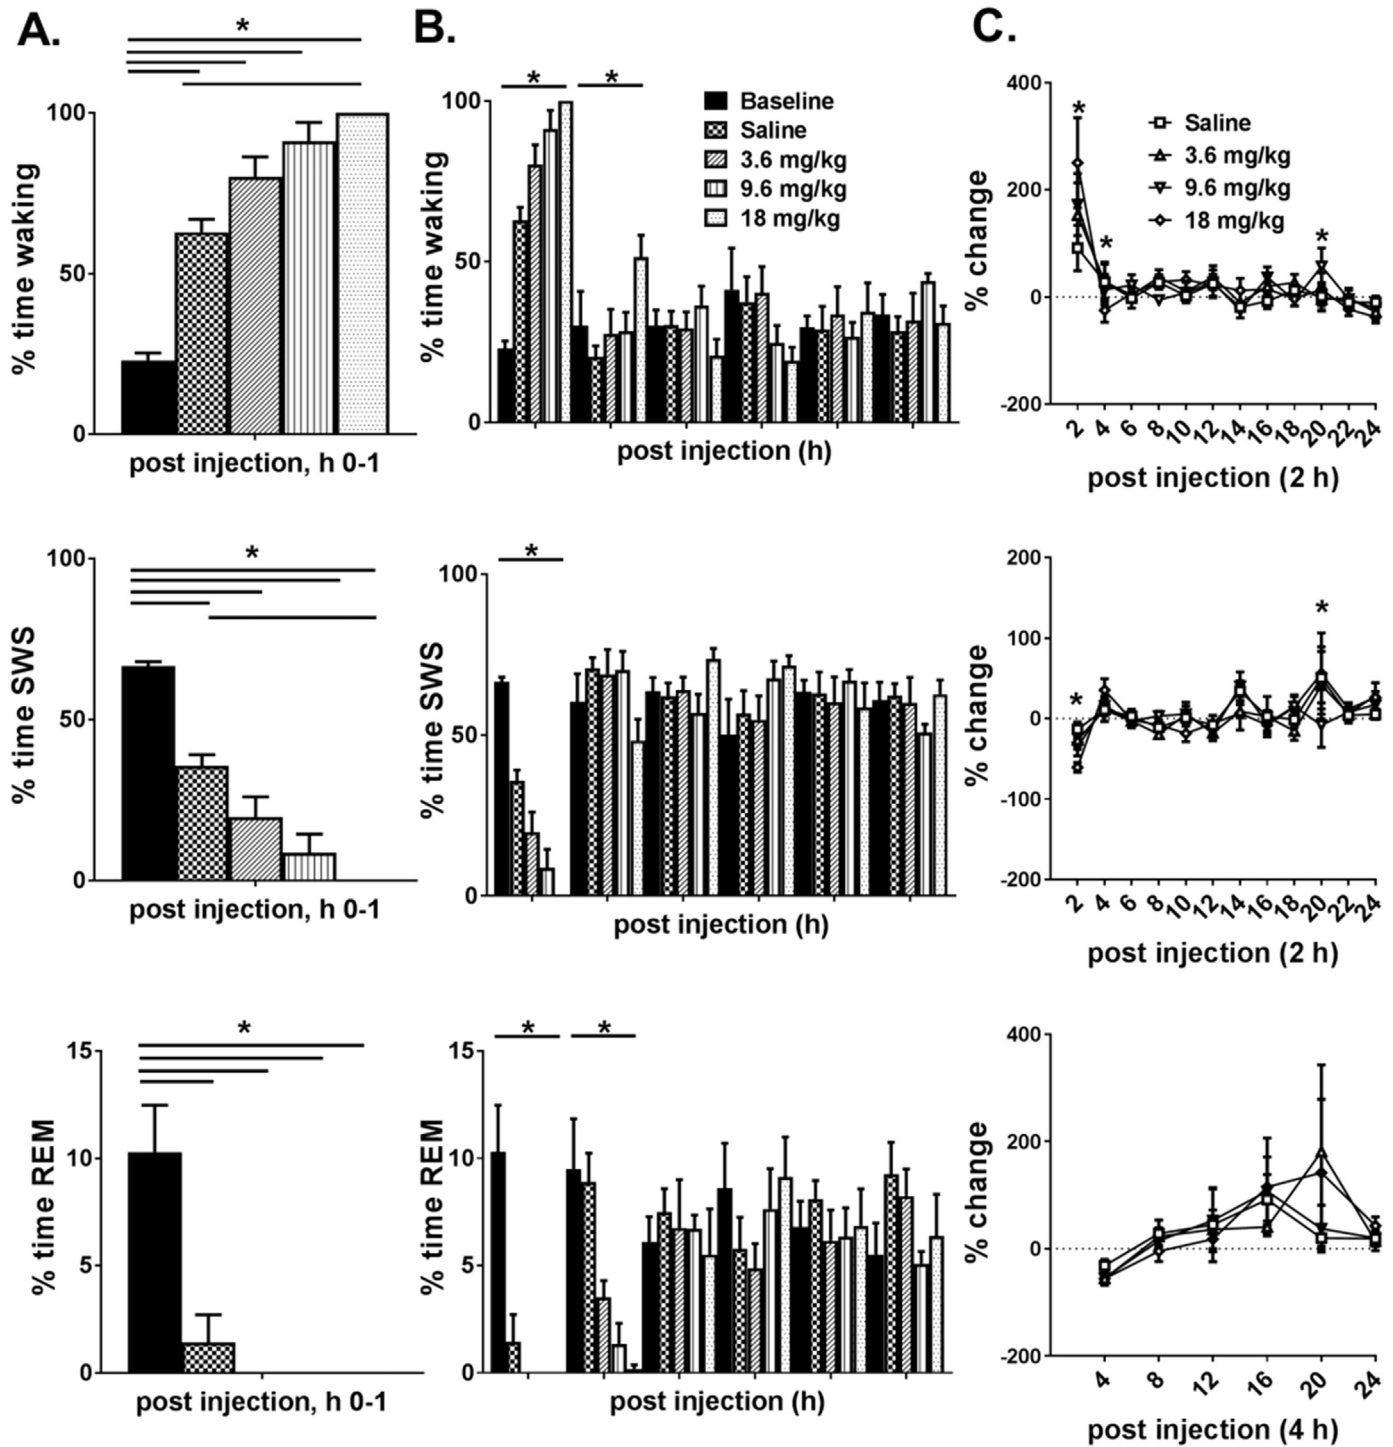 A.
*
% time waking
100
50
0
post injection, h 0-1
B.
* *
% time waking
100
50
0
post injection (h)
Baseline
Saline
3.6 mg/kg
9.6 mg/kg
18 mg/kg
C.
% change
400
200
0
-200
* * *
Saline
3.6 mg/kg
9.6 mg/kg
18 mg/kg
2 4 6 8 10 12 14 16 18 20 22 24
post injection (2 h)
*
% time SWS
100
50
0
post injection, h 0-1
*
% time SWS
100
50
0
post injection (h)
% change
200
100
0
-100
-200
* *
2 4 6 8 10 12 14 16 18 20 22 24
post injection (2 h)
*
% time REM
15
10
5
0
post injection, h 0-1
* *
% time REM
15
10
5
0
post injection (h)
% change
400
200
0
-200
4 8 12 16 20 24
post injection (4 h)